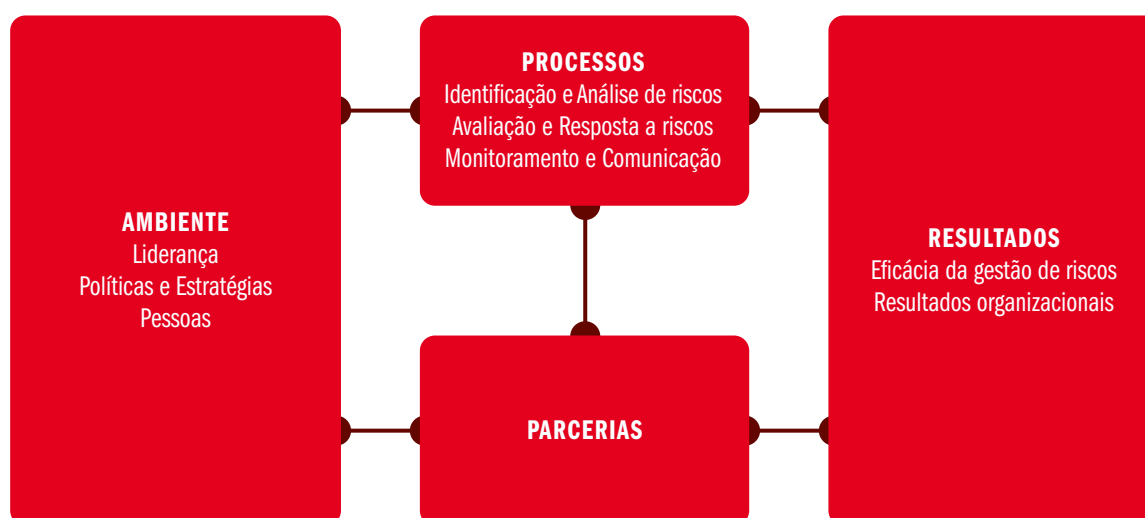 AMBIENTE
Liderança
Políticas e Estratégias
Pessoas
PROCESSOS
Identificação e Análise de riscos
Avaliação e Resposta a riscos
Monitoramento e Comunicação
PARCERIAS
RESULTADOS
Eficácia da gestão de riscos
Resultados organizacionais